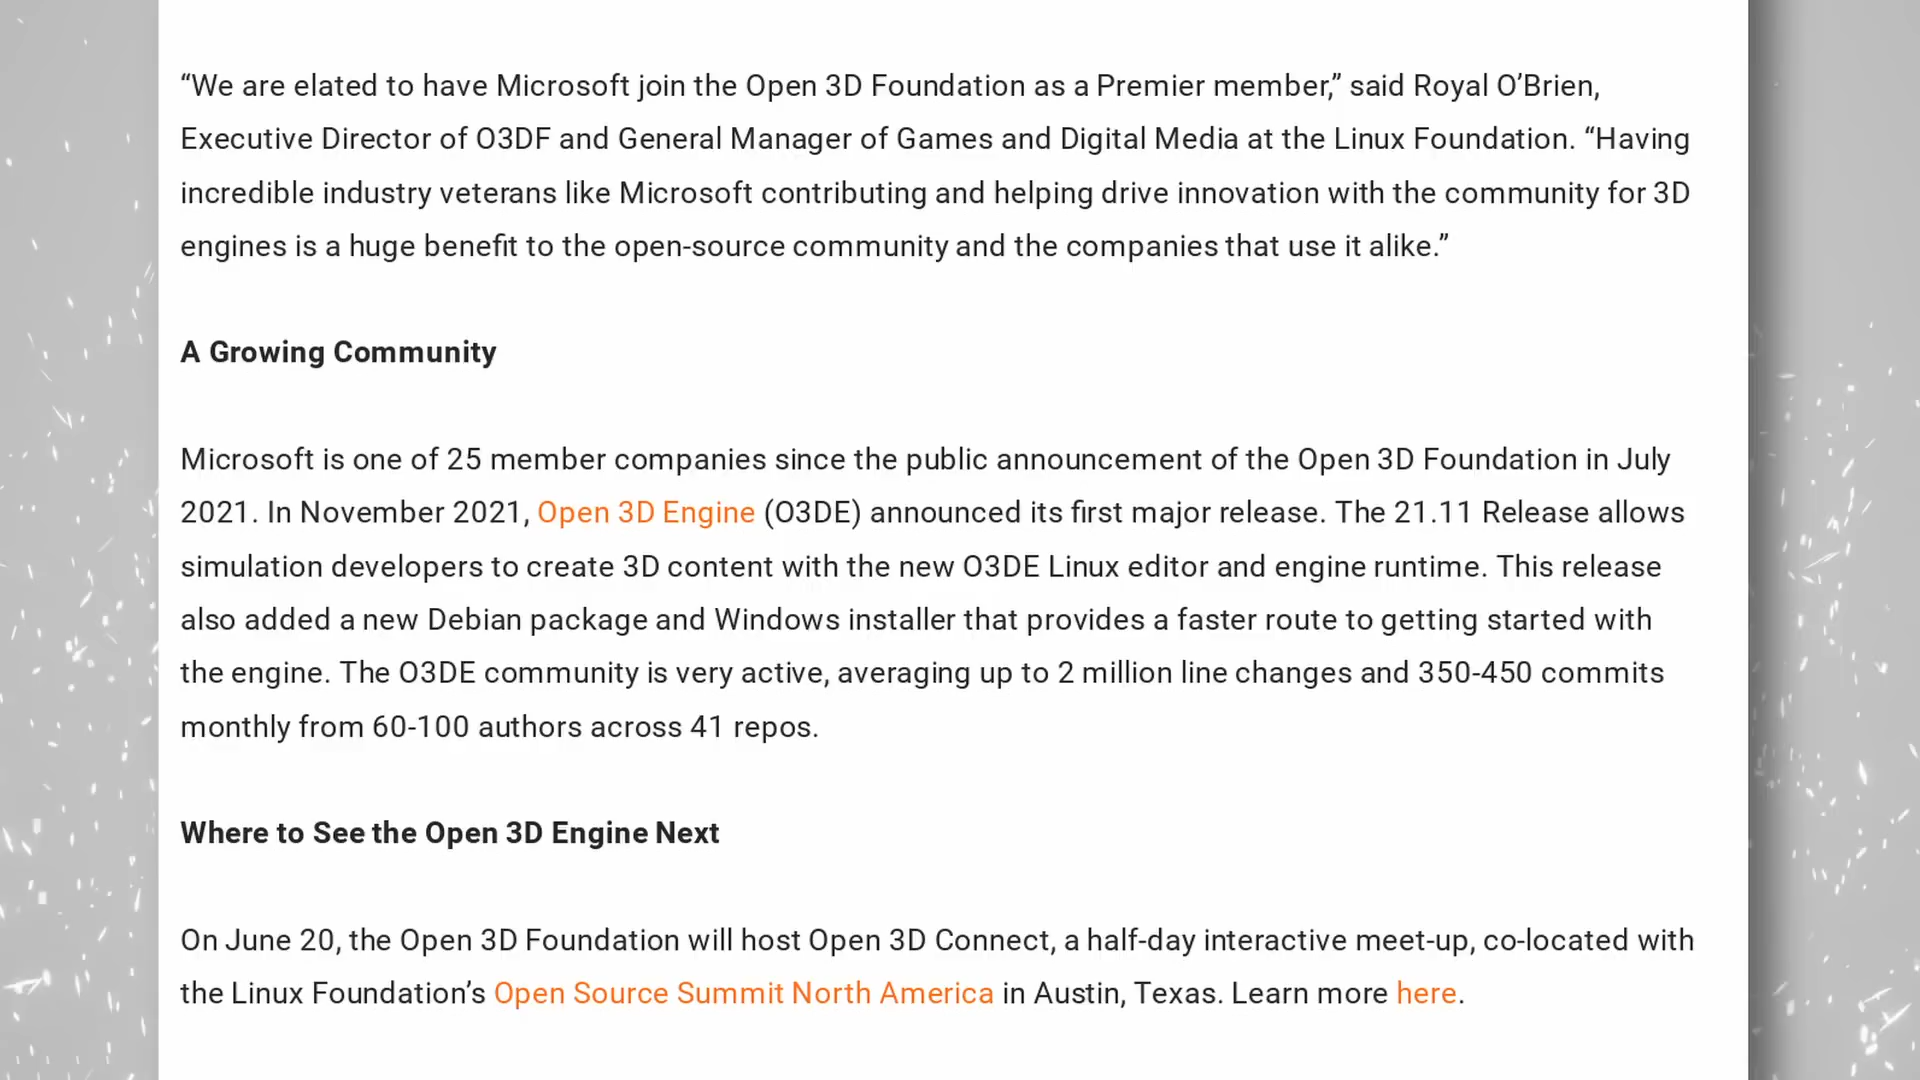 “We are elated to have Microsoft join the Open 3D Foundation as a Premier member,” said Royal O’Brien,
Executive Director of O3DF and General Manager of Games and Digital Media at the Linux Foundation. “Having
incredible industry veterans like Microsoft contributing and helping drive innovation with the community for 3D
engines is a huge benefit to the open-source community and the companies that use it alike.”
A Growing Community
Microsoft is one of 25 member companies since the public announcement of the Open 3D Foundation in July
2021. In November 2021, Open 3D Engine (O3DE) announced its first major release. The 21.11 Release allows
simulation developers to create 3D content with the new O3DE Linux editor and engine runtime. This release
also added a new Debian package and Windows installer that provides a faster route to getting started with
the engine. The O3DE community is very active, averaging up to 2 million line changes and 350-450 commits
monthly from 60-100 authors across 41 repos.
Where to See the Open 3D Engine Next
On June 20, the Open 3D Foundation will host Open 3D Connect, a half-day interactive meet-up, co-located with
the Linux Foundation’s Open Source Summit North America in Austin, Texas. Learn more here.